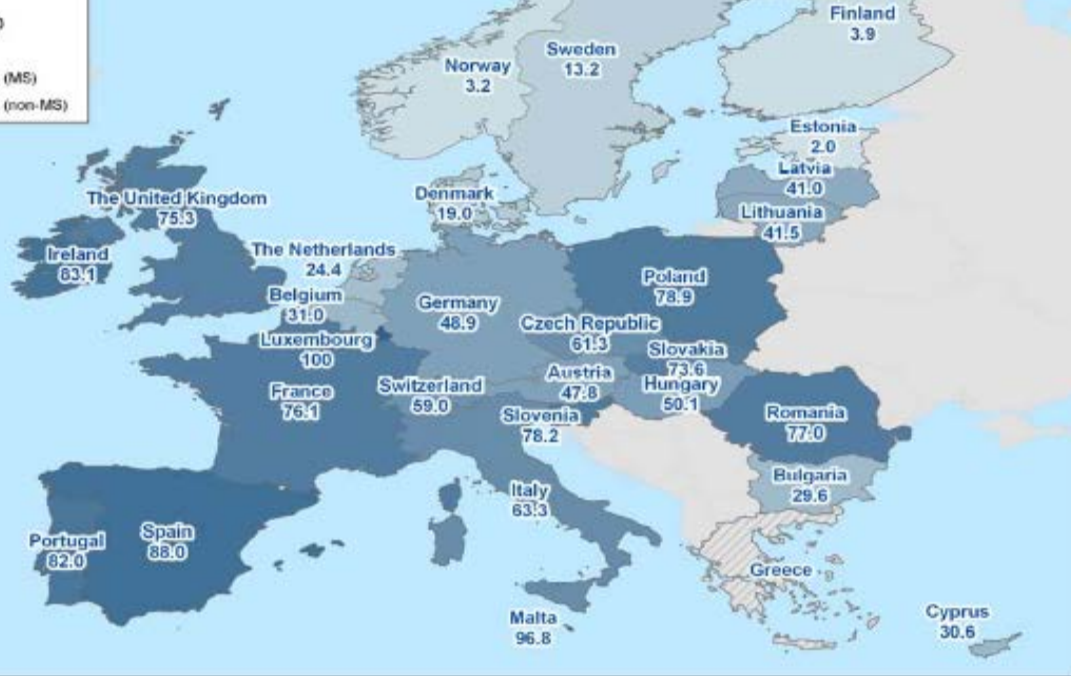 (MS)
(non-MS)
Finland
3.9
Sweden
13.2
Norway
3.2
Estonia
2.0
Latvia
41.0
Lithuania
41.5
Denmark
19.0
The United Kingdom
75.3
Ireland
83.1
The Netherlands
24.4
Belgium
31.0
Luxembourg
100
Germany
48.9
Poland
78.9
Czech Republic
61.3
Slovakia
73.6
Austria
47.8
Hungary
50.1
Switzerland
59.0
France
76.1
Slovenia
78.2
Romania
77.0
Bulgaria
29.6
Italy
63.3
Portugal
82.0
Spain
88.0
Greece
Malta
96.8
Cyprus
30.6